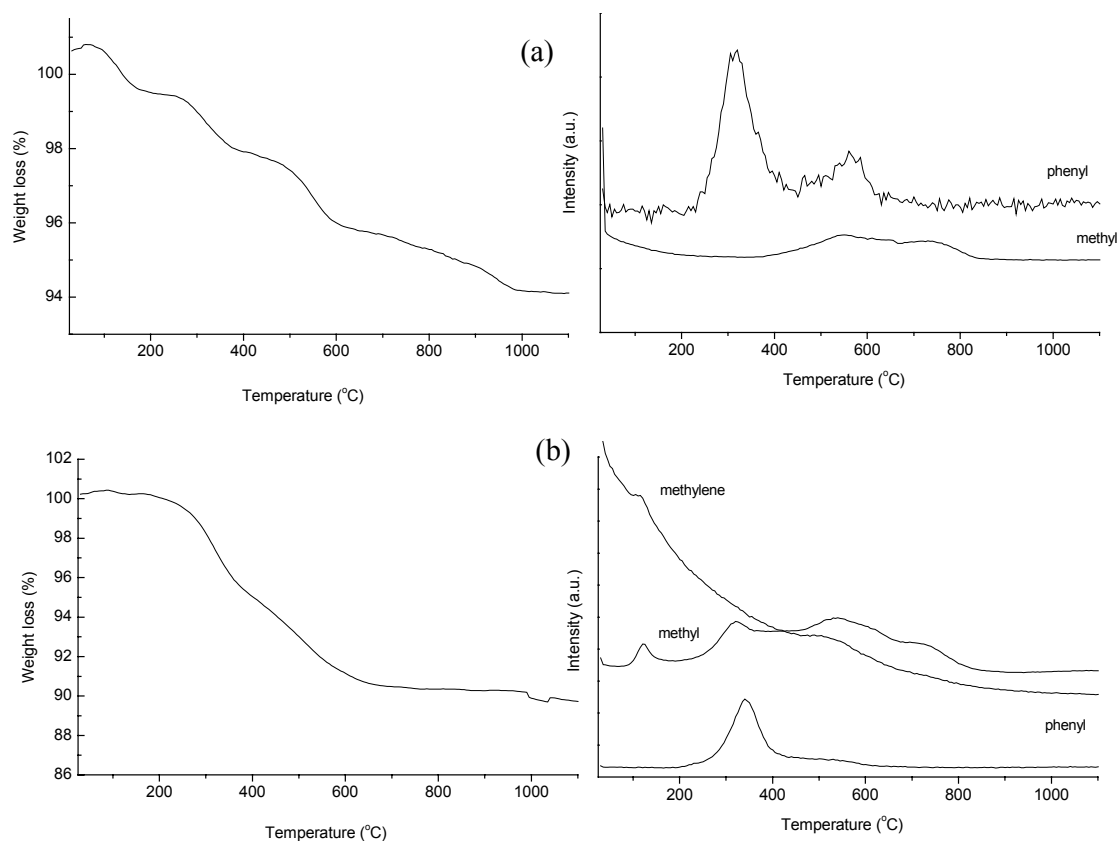 (a)
Weight loss (%)
100
98
96
94
200 400 600 800 1000
Temperature (°C)
Intensity (a.u.)
phenyl
methyl
200 400 600 800 1000
Temperature (°C)
(b)
Weight loss (%)
102
100
98
96
94
92
90
88
86
200 400 600 800 1000
Temperature (°C)
Intensity (a.u.)
methylene
methyl
phenyl
200 400 600 800 1000
Temperature (°C)